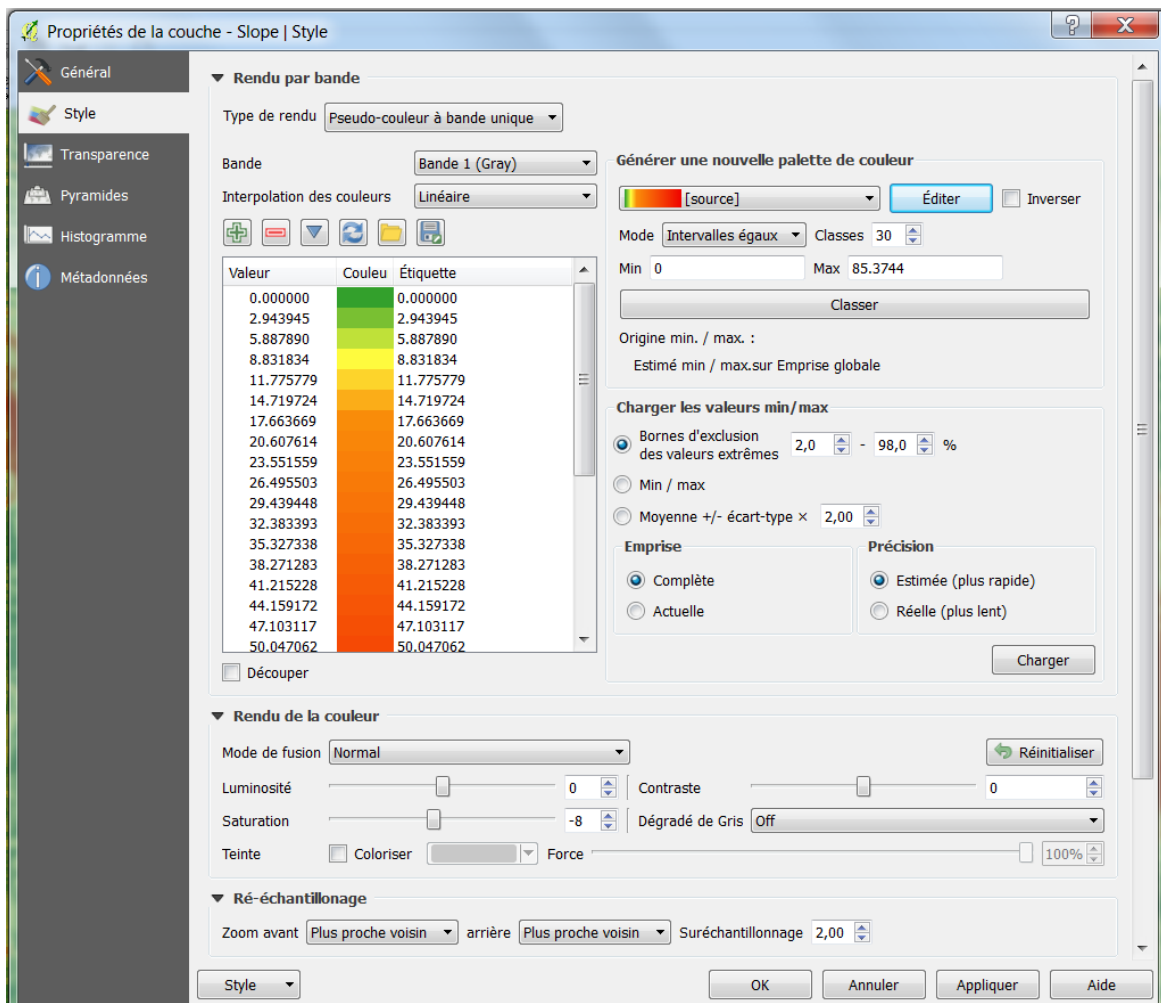 Propriétés de la couche - Slope | Style
Général
Style
Transparence
Pyramides
Histogramme
Métadonnées
Rendu par bande
Type de rendu Pseudo-couleur à bande unique
Bande Bande 1 (Gray)
Interpolation des couleurs Linéaire
Valeur Couleu Étiquette
0.000000 0.000000
2.943945 2.943945
5.887890 5.887890
8.831834 8.831834
11.775779 11.775779
14.719724 14.719724
17.663669 17.663669
20.607614 20.607614
23.551559 23.551559
26.495503 26.495503
29.439448 29.439448
32.383393 32.383393
35.327338 35.327338
38.271283 38.271283
41.215228 41.215228
44.159172 44.159172
47.103117 47.103117
50.047062 50.047062
Découper
Générer une nouvelle palette de couleur
[source] Éditer Inverser
Mode Intervalles égaux Classes 30
Min 0 Max 85.3744
Classer
Origine min. / max. :
Estimé min / max.sur Emprise globale
Charger les valeurs min/max
Bornes d'exclusion
des valeurs extrêmes 2,0 - 98,0 %
Min / max
Moyenne +/- écart-type × 2,00
Emprise
Complète
Actuelle
Précision
Estimée (plus rapide)
Réelle (plus lent)
Charger
Rendu de la couleur
Mode de fusion Normal Réinitialiser
Luminosité 0 Contraste 0
Saturation -8 Dégradé de Gris Off
Teinte Coloriser Force 100%
Ré-échantillonage
Zoom avant Plus proche voisin arrière Plus proche voisin Suréchantillonnage 2,00
Style OK Annuler Appliquer Aide